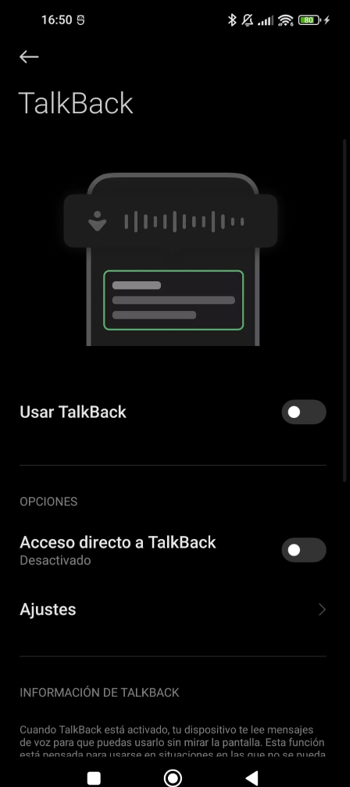 16:50
80
TalkBack
Usar TalkBack
OPCIONES
Acceso directo a TalkBack
Desactivado
Ajustes
INFORMACIÓN DE TALKBACK
Cuando TalkBack está activado, tu dispositivo te lee mensajes
de voz para que puedas usarlo sin mirar la pantalla. Esta función
está pensada para usarse en situaciones en las que no se pueda